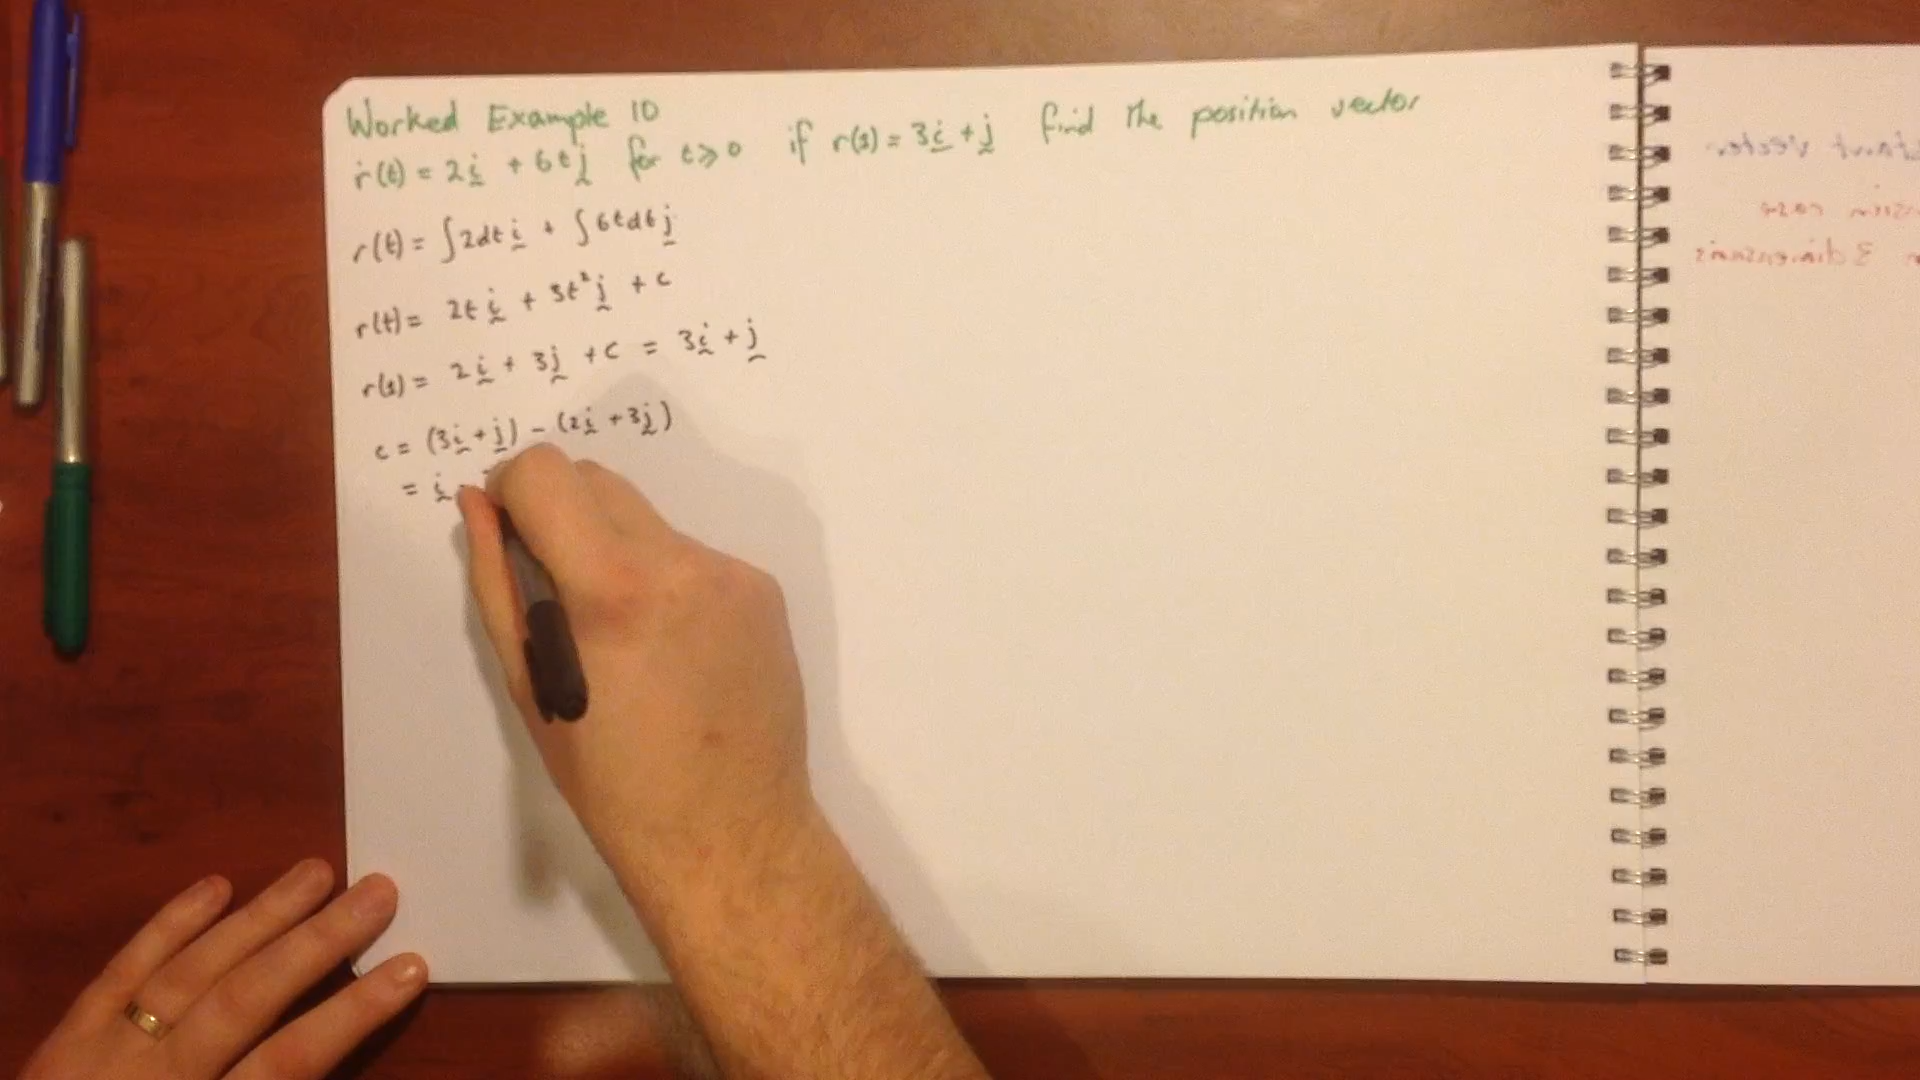 Worked Example 10
ṙ(t) = 2i + 6tj for t ≥ 0 if r(1) = 3i + j find the position vector
r(t) = ∫2dt i + ∫6tdt j
r(t) = 2t i + 3t² j + c
r(1) = 2i + 3j + c = 3i + j
c = (3i + j) - (2i + 3j)
= i -